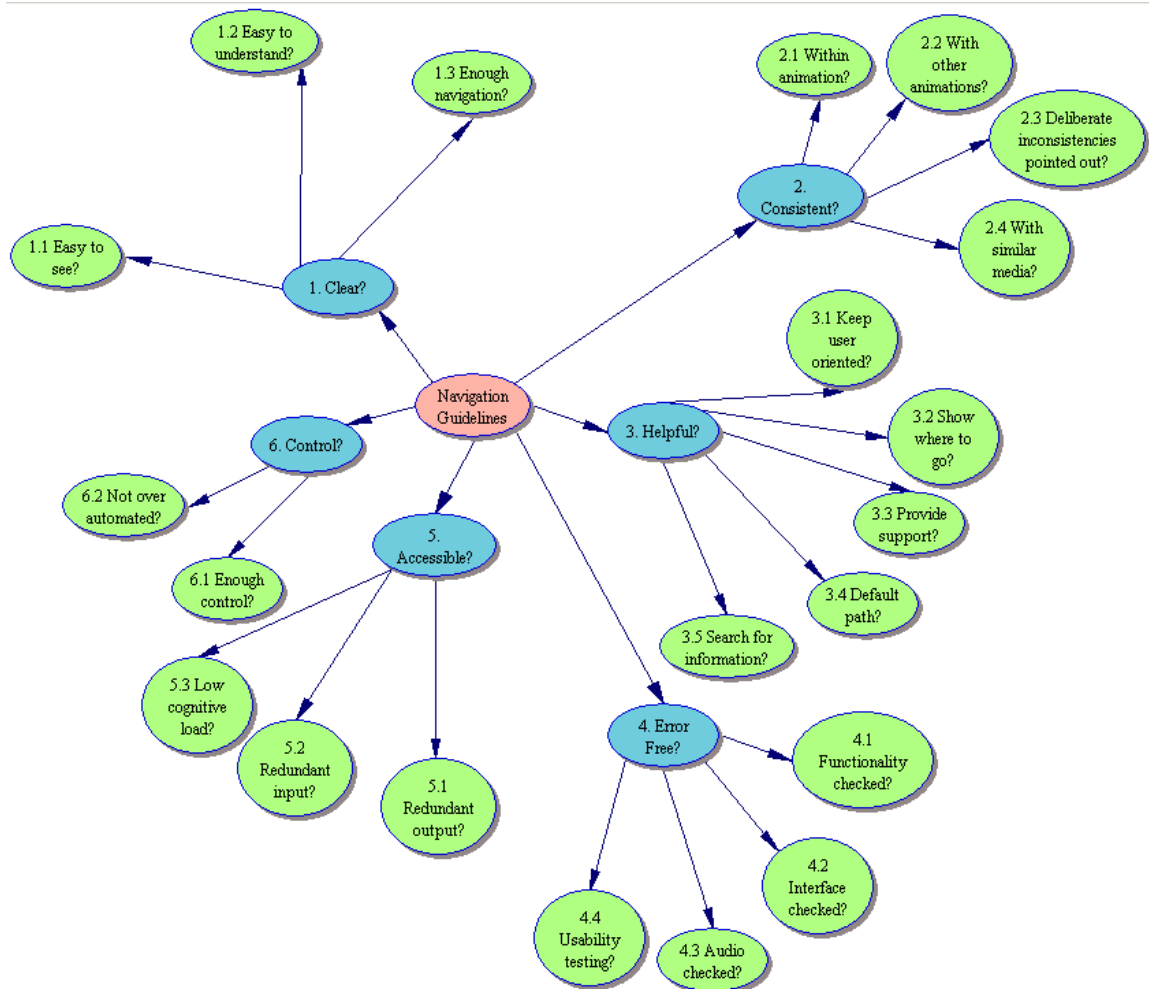 Navigation
Guidelines
1. Clear?
1.1 Easy to
see?
1.2 Easy to
understand?
1.3 Enough
navigation?
2.
Consistent?
2.1 Within
animation?
2.2 With
other
animations?
2.3 Deliberate
inconsistencies
pointed out?
2.4 With
similar
media?
3. Helpful?
3.1 Keep
user
oriented?
3.2 Show
where to
go?
3.3 Provide
support?
3.4 Default
path?
3.5 Search for
information?
4. Error
Free?
4.1
Functionality
checked?
4.2
Interface
checked?
4.3 Audio
checked?
4.4
Usability
testing?
5.
Accessible?
5.1
Redundant
output?
5.2
Redundant
input?
5.3 Low
cognitive
load?
6. Control?
6.1 Enough
control?
6.2 Not over
automated?